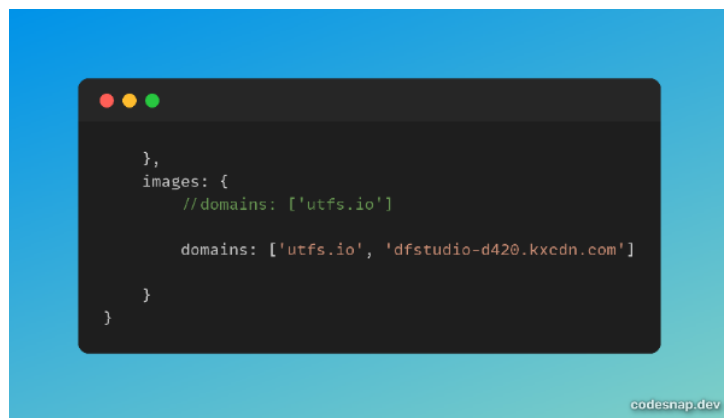 },
images: {
//domains: ['utfs.io']
domains: ['utfs.io', 'dfstudio-d420.kxcdn.com']
}
}
codesnap.dev